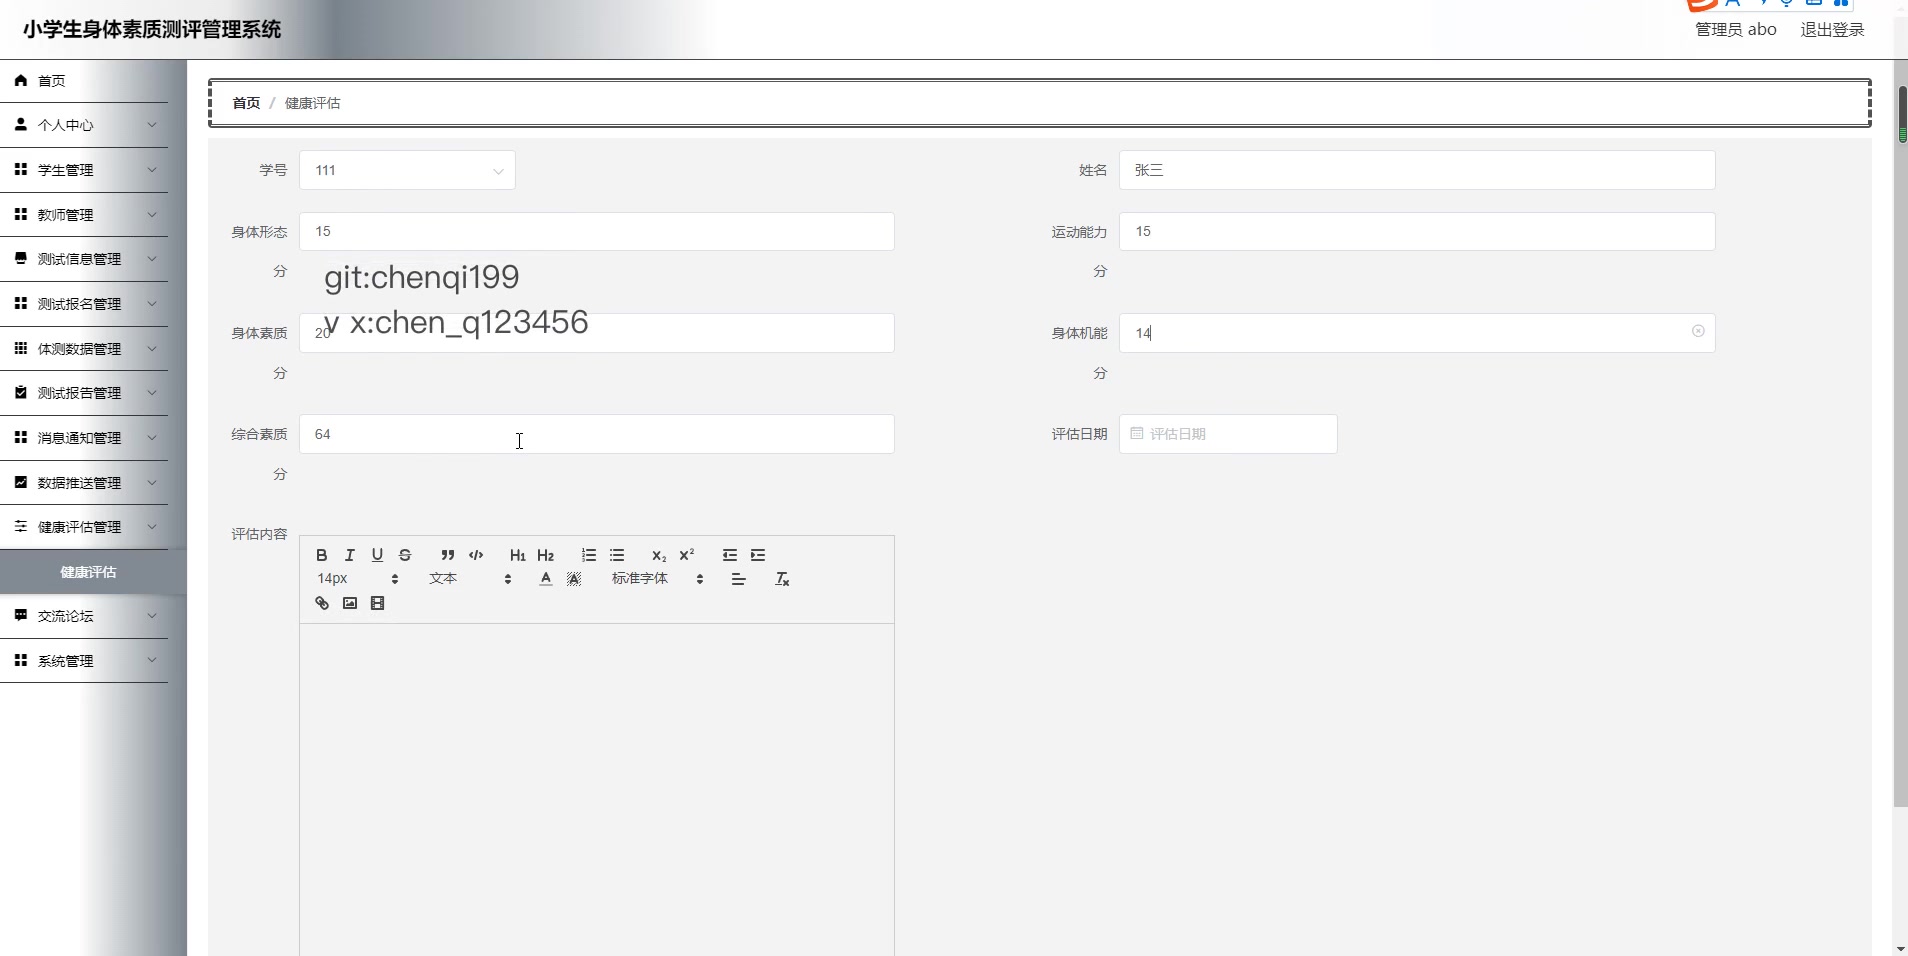 小学生身体素质测评管理系统
管理员 abo 退出登录
首页
个人中心
学生管理
教师管理
测试信息管理
测试报名管理
体测数据管理
测试报告管理
消息通知管理
数据推送管理
健康评估管理
健康评估
交流论坛
系统管理
首页 / 健康评估
学号 111
姓名 张三
身体形态分 15
运动能力分 15
git:chenqi199
v x:chen_q123456
身体素质分 20
身体机能分 14
综合素质分 64
评估日期 评估日期
评估内容
B I U S H1 H2 X2 X2
14px 文本 A A 标准字体 Tx